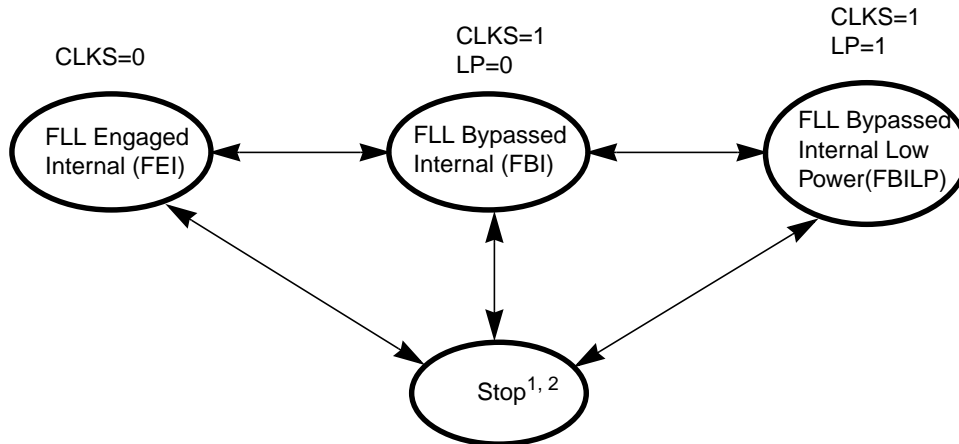 CLKS=0
CLKS=1
LP=0
CLKS=1
LP=1
FLL Engaged
Internal (FEI)
FLL Bypassed
Internal (FBI)
FLL Bypassed
Internal Low
Power(FBILP)
Stop1, 2